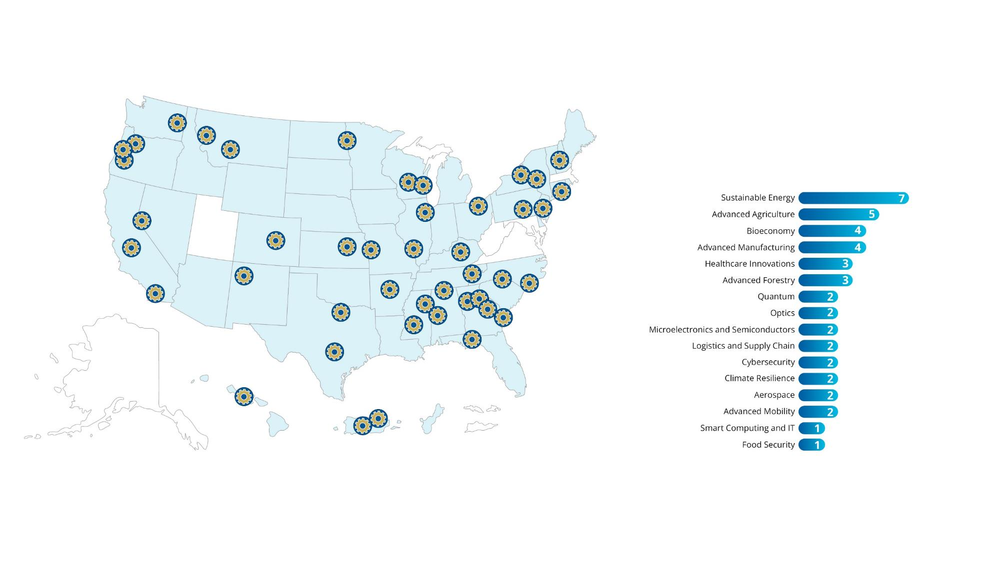 Sustainable Energy 7
Advanced Agriculture 5
Bioeconomy 4
Advanced Manufacturing 4
Healthcare Innovations 3
Advanced Forestry 3
Quantum 2
Optics 2
Microelectronics and Semiconductors 2
Logistics and Supply Chain 2
Cybersecurity 2
Climate Resilience 2
Aerospace 2
Advanced Mobility 2
Smart Computing and IT 1
Food Security 1